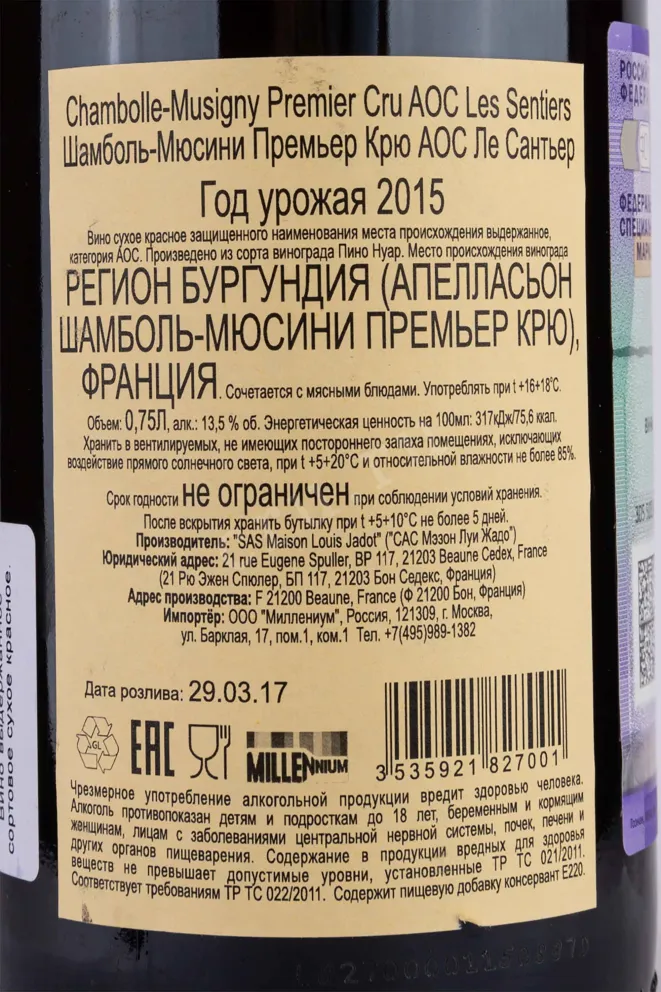 Chambolle-Musigny Premier Cru AOC Les Sentiers
Шамболь-Мюсини Премьер Крю АОС Ле Сантьер
Год урожая 2015
Вино сухое красное защищенного наименования места происхождения выдержанное,
категория АОС. Произведено из сорта винограда Пино Нуар. Место происхождения винограда
РЕГИОН БУРГУНДИЯ (АПЕЛЛАСЬОН
ШАМБОЛЬ-МЮСИНИ ПРЕМЬЕР КРЮ),
ФРАНЦИЯ. Сочетается с мясными блюдами. Употреблять при t +16+18°С.
Объем: 0,75Л, алк.: 13,5 % об. Энергетическая ценность на 100мл: 317кДж/75,6 ккал.
Хранить в вентилируемых, не имеющих постороннего запаха помещениях, исключающих
воздействие прямого солнечного света, при t +5+20°С и относительной влажности не более 85%.
Срок годности не ограничен при соблюдении условий хранения.
После вскрытия хранить бутылку при t +5+10°С не более 5 дней.
Производитель: "SAS Maison Louis Jadot" ("САС Мэзон Луи Жадо")
Юридический адрес: 21 rue Eugene Spuller, BP 117, 21203 Beaune Cedex, France
(21 Рю Эжен Спюлер, БП 117, 21203 Бон Седекс, Франция)
Адрес производства: F 21200 Beaune, France (Ф 21200 Бон, Франция)
Импортёр: ООО "Миллениум", Россия, 121309, г. Москва,
ул. Барклая, 17, пом.1, ком.1 Тел. +7(495)989-1382
Дата розлива: 29.03.17
GL
EAC
MILLENNIUM
3 535921 827001
Чрезмерное употребление алкогольной продукции вредит здоровью человека.
Алкоголь противопоказан детям и подросткам до 18 лет, беременным и кормящим
женщинам, лицам с заболеваниями центральной нервной системы, почек, печени и
других органов пищеварения. Содержание в продукции вредных для здоровья
веществ не превышает допустимые уровни, установленные ТР ТС 021/2011.
Соответствует требованиям ТР ТС 022/2011. Содержит пищевую добавку консервант Е220.
сортовое сухое красное.